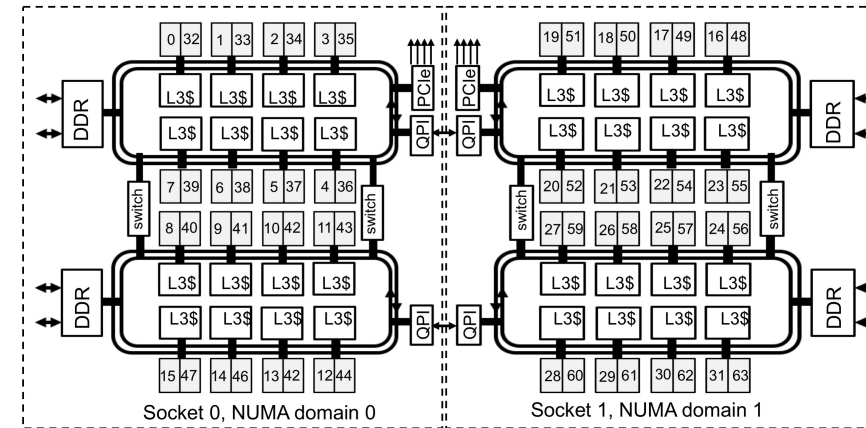 0 32 1 33 2 34 3 35 19 51 18 50 17 49 16 48
PCIe PCIe
DDR L3$ L3$ L3$ L3$ L3$ L3$ L3$ L3$ DDR
L3$ L3$ L3$ L3$ QPI QPI L3$ L3$ L3$ L3$
7 39 6 38 5 37 4 36 20 52 21 53 22 54 23 55
switch switch switch switch
8 40 9 41 10 42 11 43 27 59 26 58 25 57 24 56
DDR L3$ L3$ L3$ L3$ L3$ L3$ L3$ L3$ DDR
L3$ L3$ L3$ L3$ QPI QPI L3$ L3$ L3$ L3$
15 47 14 46 13 42 12 44 28 60 29 61 30 62 31 63
Socket 0, NUMA domain 0 Socket 1, NUMA domain 1